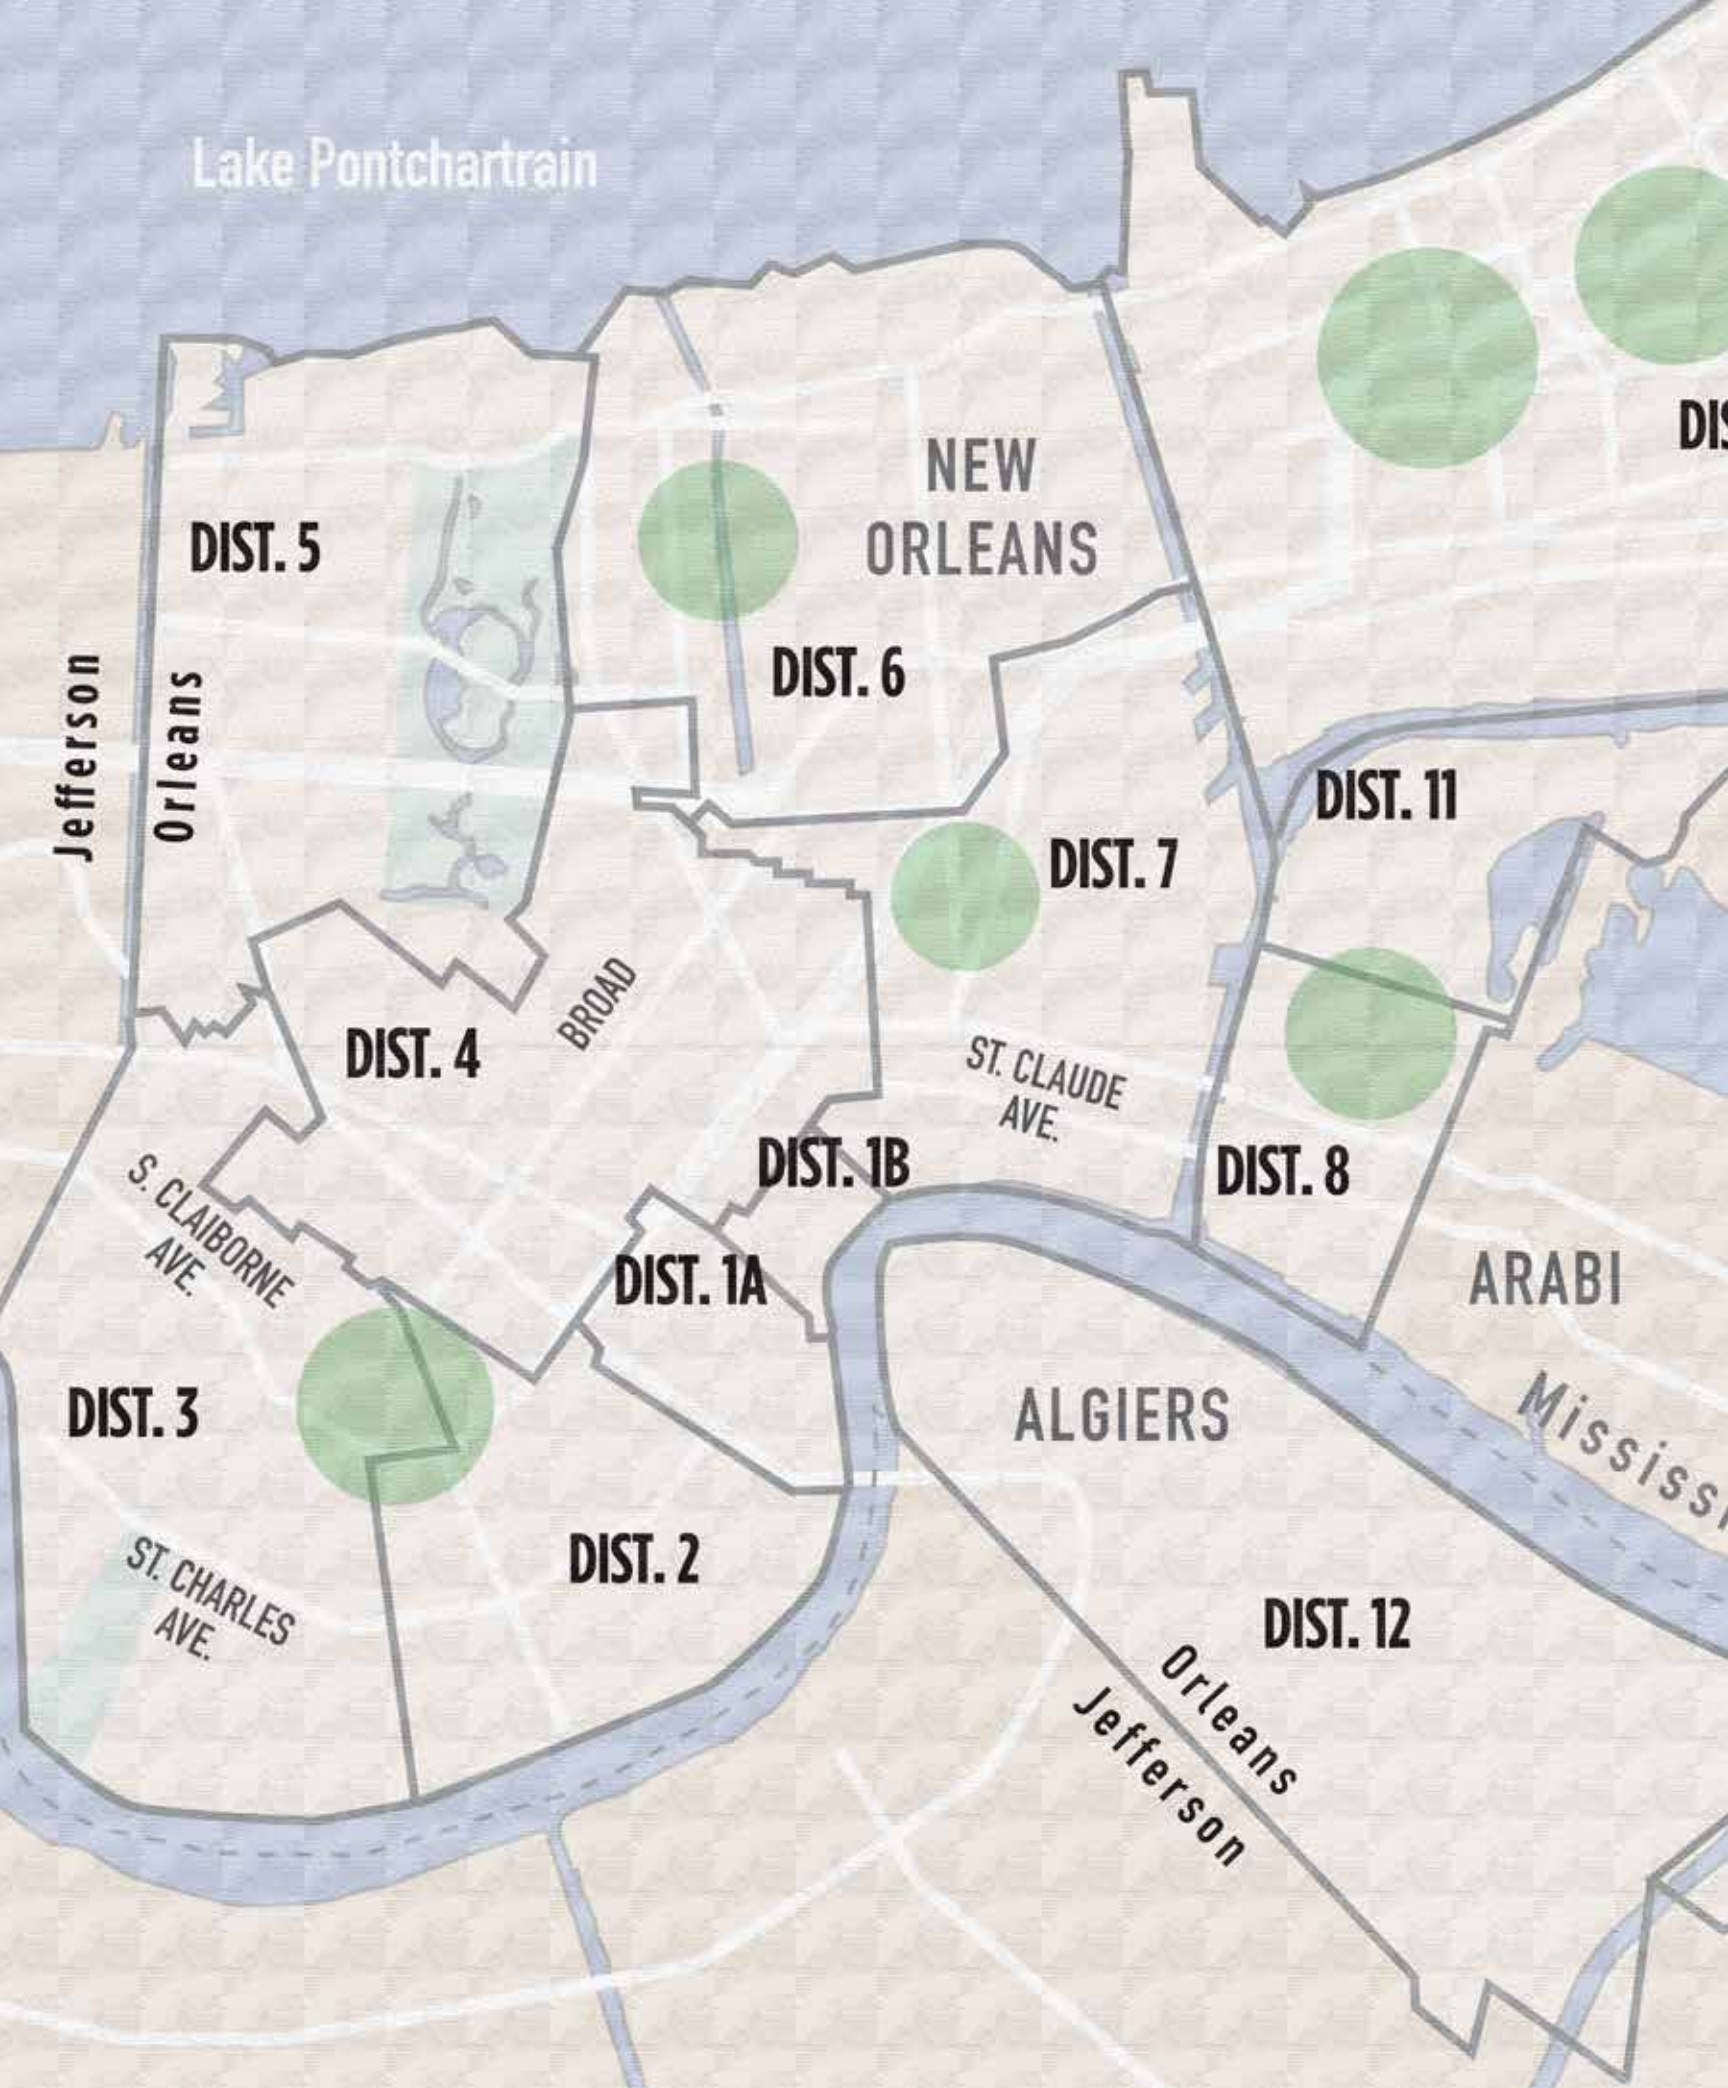 Lake Pontchartrain
DIS
NEW
ORLEANS
DIST. 5
DIST. 6
Jefferson
Orleans
DIST. 11
DIST. 7
BROAD
DIST. 4
ST. CLAUDE
AVE.
DIST. 1B
DIST. 8
S. CLAIBORNE
AVE.
DIST. 1A
ARABI
DIST. 3
ALGIERS
Mississi
DIST. 2
ST. CHARLES
AVE.
DIST. 12
Orleans
Jefferson